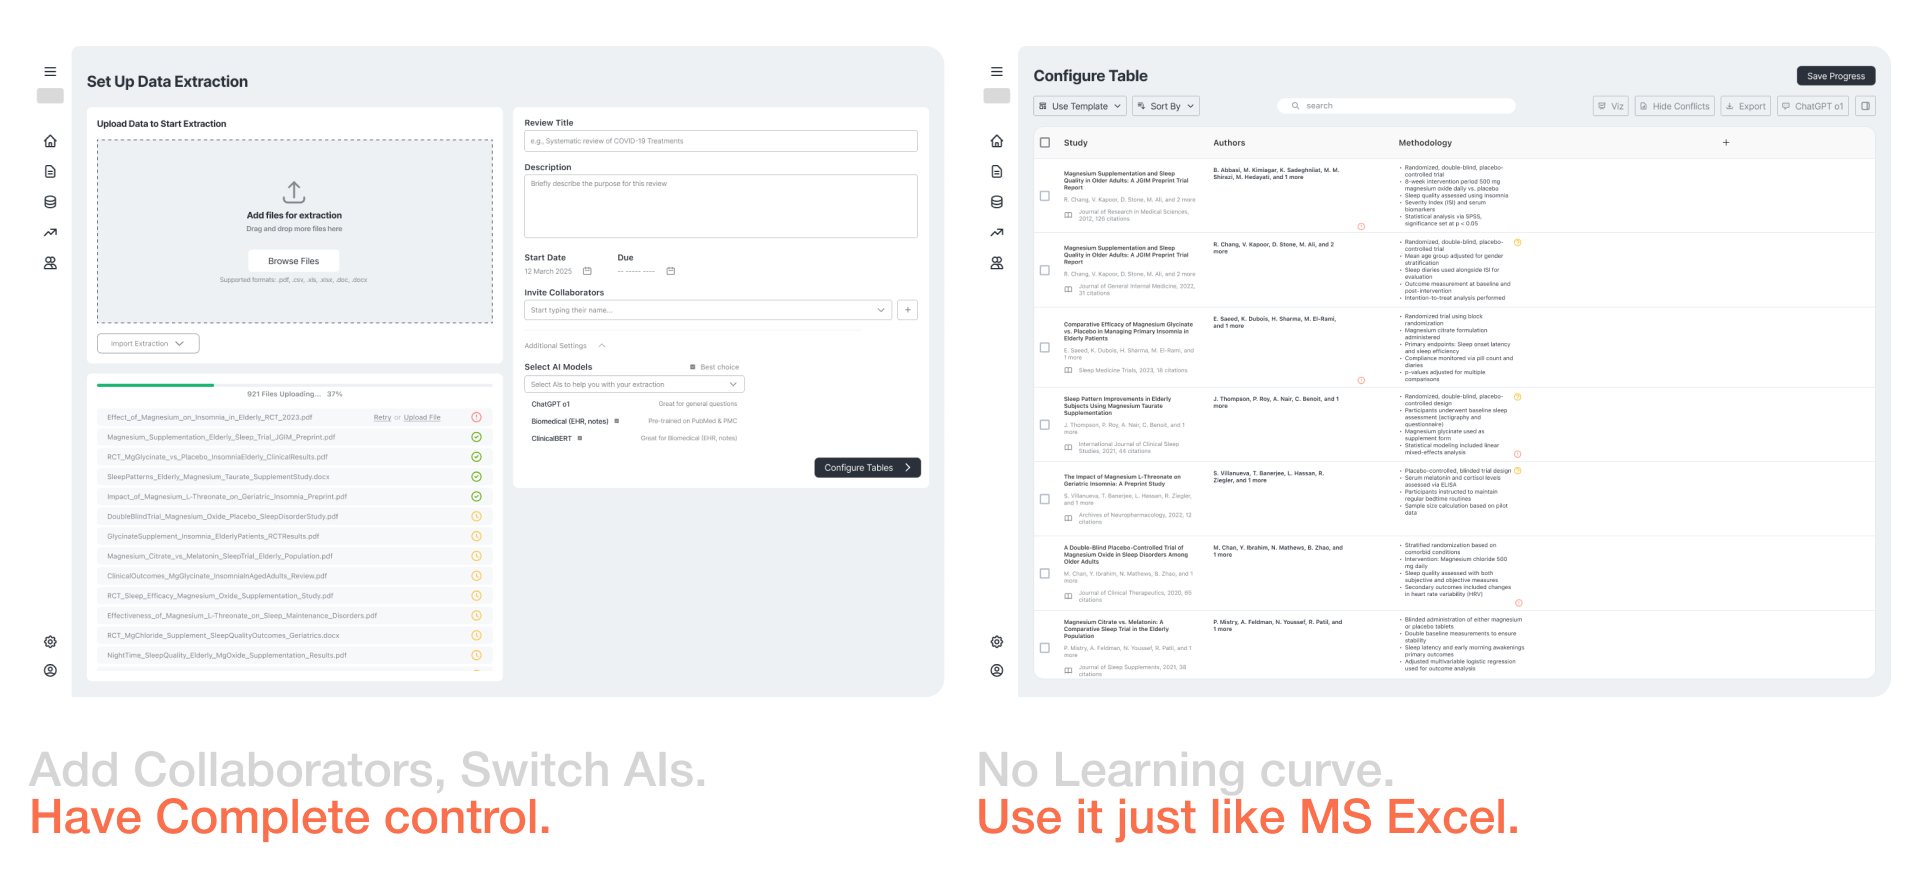 Set Up Data Extraction
Upload Data to Start Extraction
Add files for extraction
Drag and drop more files here
Browse Files
Supported formats: .pdf, .csv, .xls, .xlsx, .doc, .docx
Import Extraction
921 Files Uploading... 37%
Effect_of_Magnesium_on_Insomnia_in_Elderly_RCT_2023.pdf Retry or Upload File
Magnesium_Supplementation_Elderly_Sleep_Trial_JGIM_Preprint.pdf
RCT_MgGlycinate_vs_Placebo_InsomniaElderly_ClinicalResults.pdf
SleepPatterns_Elderly_Magnesium_Taurate_SupplementStudy.docx
Impact_of_Magnesium_L-Threonate_on_Geriatric_Insomnia_Preprint.pdf
DoubleBlindTrial_Magnesium_Oxide_Placebo_SleepDisorderStudy.pdf
GlycinateSupplement_Insomnia_ElderlyPatients_RCTResults.pdf
Magnesium_Citrate_vs_Melatonin_SleepTrial_Elderly_Population.pdf
ClinicalOutcomes_MgGlycinate_InsomniaInAgedAdults_Review.pdf
RCT_Sleep_Efficacy_Magnesium_Oxide_Supplementation_Study.pdf
Effectiveness_of_Magnesium_L-Threonate_on_Sleep_Maintenance_Disorders.pdf
RCT_MgChloride_Supplement_SleepQualityOutcomes_Geriatrics.docx
NightTime_SleepQuality_Elderly_MgOxide_Supplementation_Results.pdf
Review Title
e.g., Systematic review of COVID-19 Treatments
Description
Briefly describe the purpose for this review
Start Date Due
12 March 2025 -- ----- ----
Invite Collaborators
Start typing their name...
+
Additional Settings
Select AI Models Best choice
Select AIs to help you with your extraction
ChatGPT o1 Great for general questions
Biomedical (EHR, notes) Pre-trained on PubMed & PMC
ClinicalBERT Great for Biomedical (EHR, notes)
Configure Tables
Add Collaborators, Switch AIs.
Have Complete control.
Configure Table
Save Progress
Use Template Sort By search Viz Hide Conflicts Export ChatGPT o1
Study Authors Methodology +
Magnesium Supplementation and Sleep
Quality in Older Adults: A JGIM Preprint Trial
Report
R. Chang, V. Kapoor, D. Stone, M. Ali, and 2 more
Journal of Research in Medical Sciences,
2012, 126 citations
B. Abbasi, M. Kimiagar, K. Sadeghniiat, M. M.
Shirazi, M. Hedayati, and 1 more
• Randomized, double-blind, placebo-
controlled trial
• 8-week intervention period 500 mg
magnesium oxide daily vs. placebo
• Sleep quality assessed using Insomnia
Severity Index (ISI) and serum
biomarkers
• Statistical analysis via SPSS,
significance set at p < 0.05
Magnesium Supplementation and Sleep
Quality in Older Adults: A JGIM Preprint Trial
Report
R. Chang, V. Kapoor, D. Stone, M. Ali, and 2 more
Journal of General Internal Medicine, 2022,
31 citations
R. Chang, V. Kapoor, D. Stone, M. Ali, and 2
more
• Randomized, double-blind, placebo-
controlled trial
• Mean age group adjusted for gender
stratification
• Sleep diaries used alongside ISI for
evaluation
• Outcome measurement at baseline and
post-intervention
• Intention-to-treat analysis performed
Comparative Efficacy of Magnesium Glycinate
vs. Placebo in Managing Primary Insomnia in
Elderly Patients
E. Saeed, K. Dubois, H. Sharma, M. El-Rami, and
1 more
Sleep Medicine Trials, 2023, 18 citations
E. Saeed, K. Dubois, H. Sharma, M. El-Rami,
and 1 more
• Randomized trial using block
randomization
• Magnesium citrate formulation
administered
• Primary endpoints: Sleep onset latency
and sleep efficiency
• Compliance monitored via pill count and
diaries
• p-values adjusted for multiple
comparisons
Sleep Pattern Improvements in Elderly
Subjects Using Magnesium Taurate
Supplementation
J. Thompson, P. Roy, A. Nair, C. Benoit, and 1
more
International Journal of Clinical Sleep
Studies, 2021, 44 citations
J. Thompson, P. Roy, A. Nair, C. Benoit, and 1
more
• Randomized, double-blind, placebo-
controlled design
• Participants underwent baseline sleep
assessment (actigraphy and
questionnaire)
• Magnesium glycinate used as
supplement form
• Statistical modeling included linear
mixed-effects analysis
The Impact of Magnesium L-Threonate on
Geriatric Insomnia: A Preprint Study
S. Villanueva, T. Banerjee, L. Hassan, R. Ziegler,
and 1 more
Archives of Neuropharmacology, 2022, 12
citations
S. Villanueva, T. Banerjee, L. Hassan, R.
Ziegler, and 1 more
• Placebo-controlled, blinded trial design
• Serum melatonin and cortisol levels
assessed via ELISA
• Participants instructed to maintain
regular bedtime routines
• Sample size calculation based on pilot
data
A Double-Blind Placebo-Controlled Trial of
Magnesium Oxide in Sleep Disorders Among
Older Adults
M. Chan, Y. Ibrahim, N. Mathews, B. Zhao, and 1
more
Journal of Clinical Therapeutics, 2020, 65
citations
M. Chan, Y. Ibrahim, N. Mathews, B. Zhao, and
1 more
• Stratified randomization based on
comorbid conditions
• Intervention: Magnesium chloride 500
mg daily
• Sleep quality assessed with both
subjective and objective measures
• Secondary outcomes included changes
in heart rate variability (HRV)
Magnesium Citrate vs. Melatonin: A
Comparative Sleep Trial in the Elderly
Population
P. Mistry, A. Feldman, N. Youssef, R. Patil, and 1
more
Journal of Sleep Supplements, 2021, 38
citations
P. Mistry, A. Feldman, N. Youssef, R. Patil, and
1 more
• Blinded administration of either magnesium
or placebo tablets
• Double baseline measurements to ensure
stability
• Sleep latency and early morning awakenings
primary outcomes
• Adjusted multivariable logistic regression
used for outcome analysis
No Learning curve.
Use it just like MS Excel.